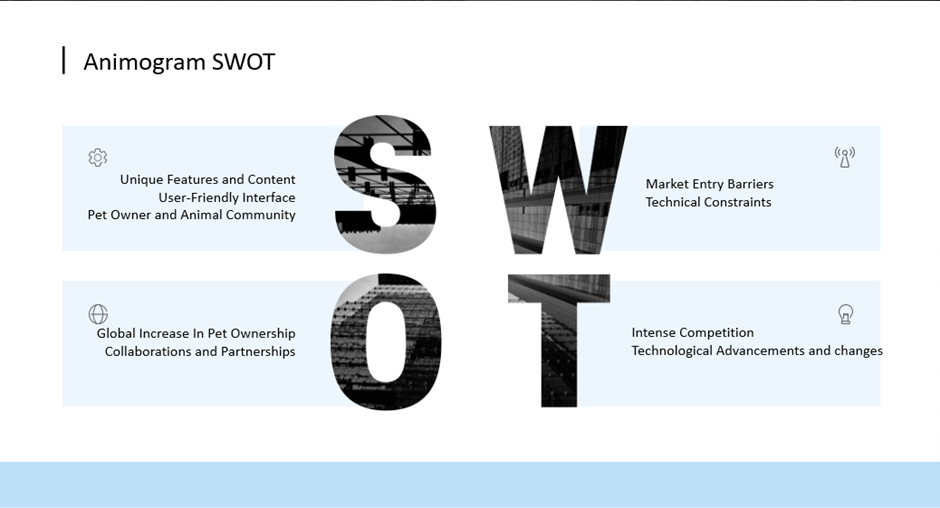 Animogram SWOT
S
Unique Features and Content
User-Friendly Interface
Pet Owner and Animal Community
W
Market Entry Barriers
Technical Constraints
O
Global Increase In Pet Ownership
Collaborations and Partnerships
T
Intense Competition
Technological Advancements and changes